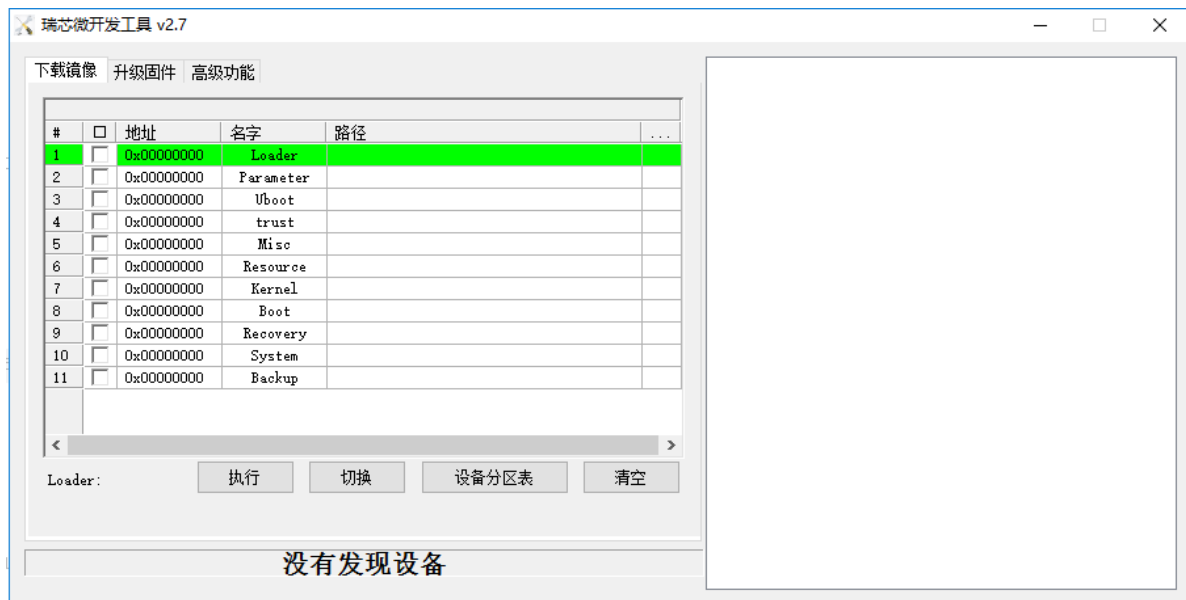 瑞芯微开发工具 v2.7
下载镜像 升级固件 高级功能
# 地址 名字 路径 ...
1 0x00000000 Loader
2 0x00000000 Parameter
3 0x00000000 Uboot
4 0x00000000 trust
5 0x00000000 Misc
6 0x00000000 Resource
7 0x00000000 Kernel
8 0x00000000 Boot
9 0x00000000 Recovery
10 0x00000000 System
11 0x00000000 Backup
Loader: 执行 切换 设备分区表 清空
没有发现设备